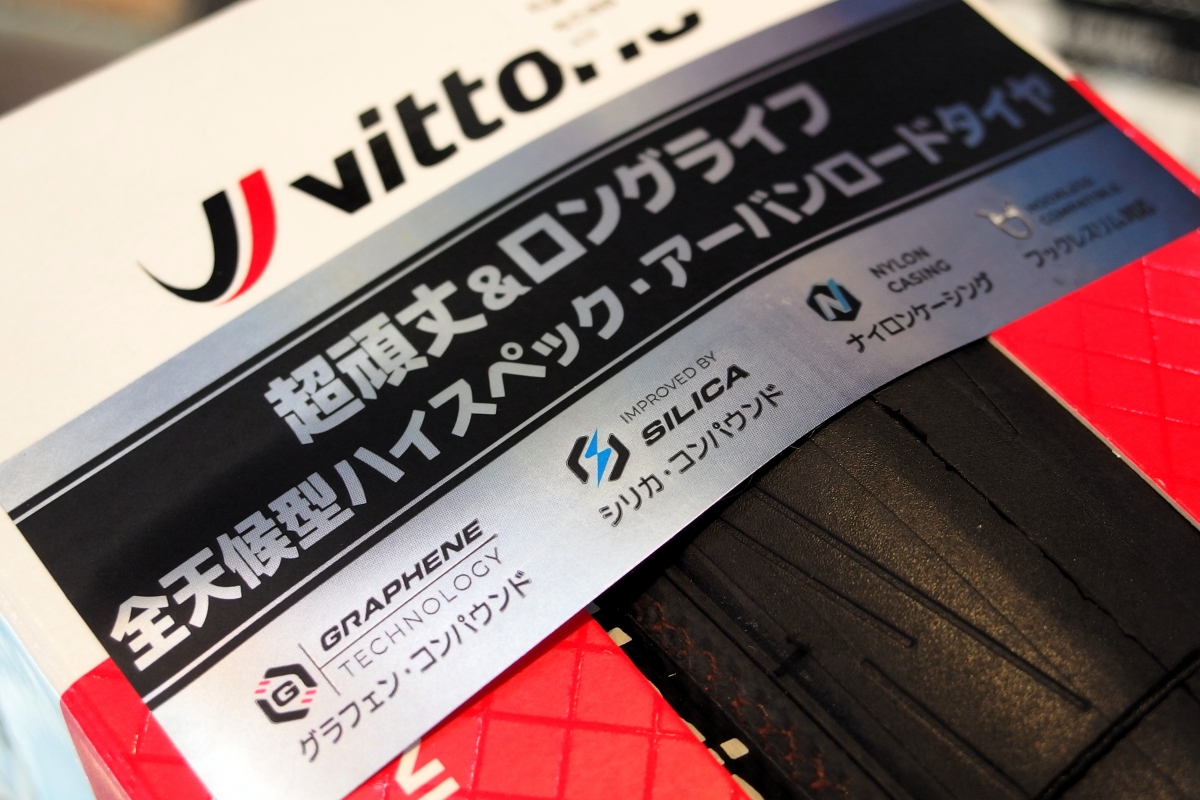 vittoria
超頑丈&ロングライフ
全天候型ハイスペック・アーバンロードタイヤ
G
GRAPHENE
TECHNOLOGY
グラフェン・コンパウンド
IMPROVED BY
SILICA
シリカ・コンパウンド
N
NYLON
CASING
ナイロンケーシング
HOOKLESS
COMPATIBLE
フックレスリム対応